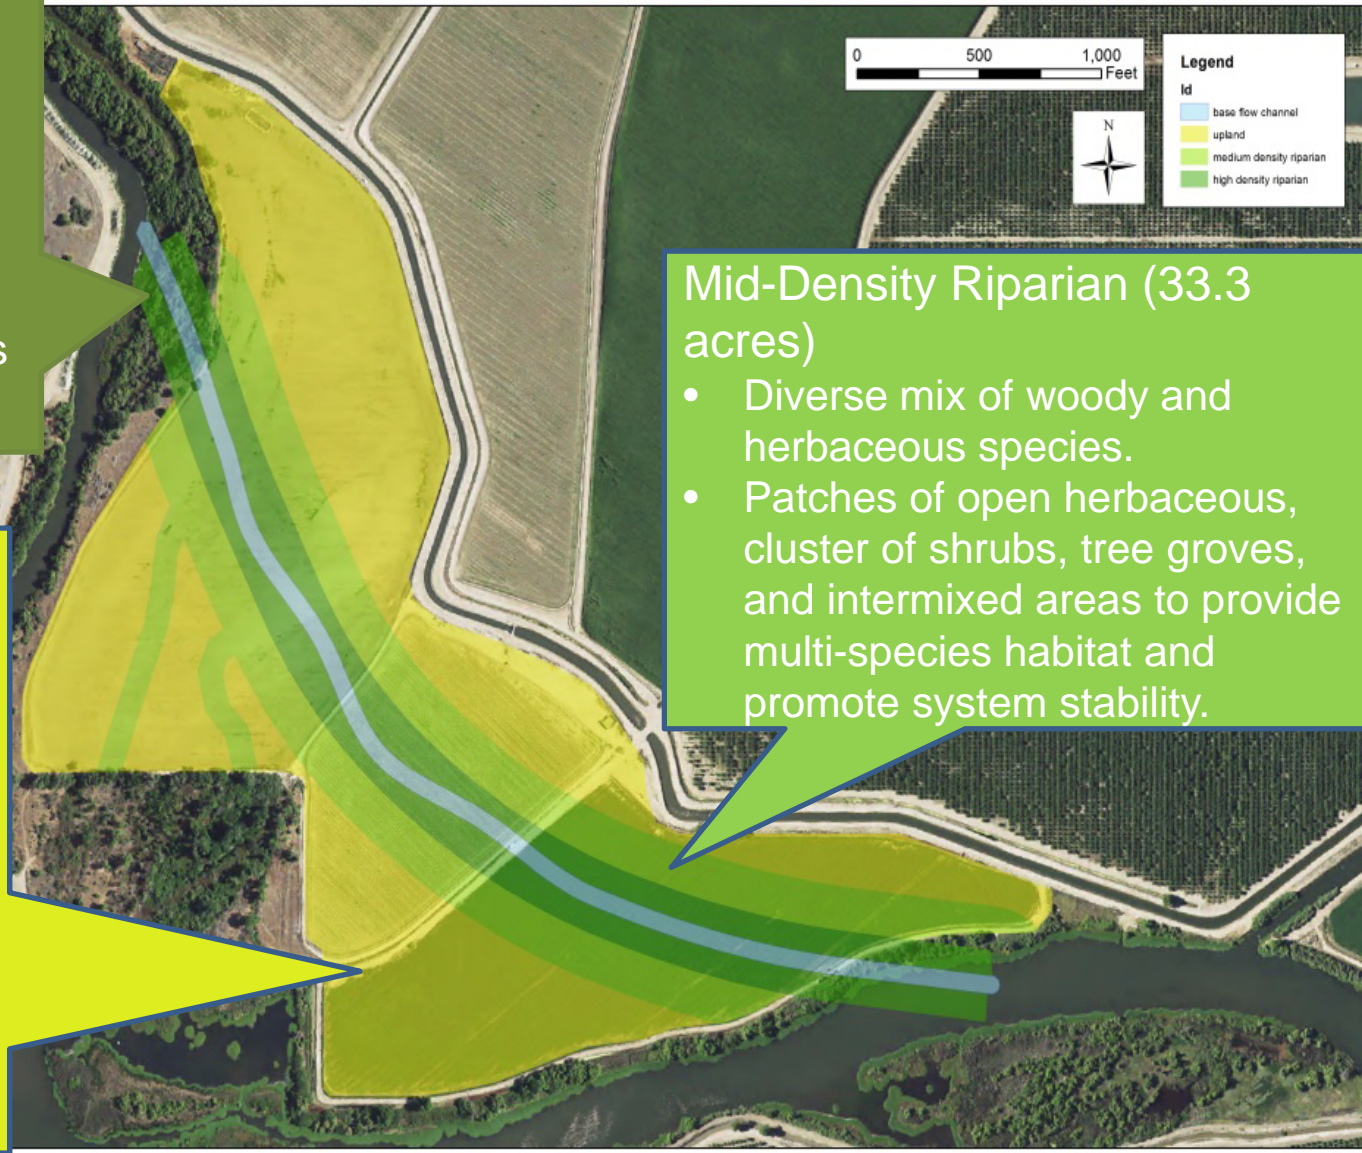 0 500 1,000
Feet
Legend
Id
base flow channel
upland
medium density riparian
high density riparian
N
s
Mid-Density Riparian (33.3
acres)
• Diverse mix of woody and
herbaceous species.
• Patches of open herbaceous,
cluster of shrubs, tree groves,
and intermixed areas to provide
multi-species habitat and
promote system stability.